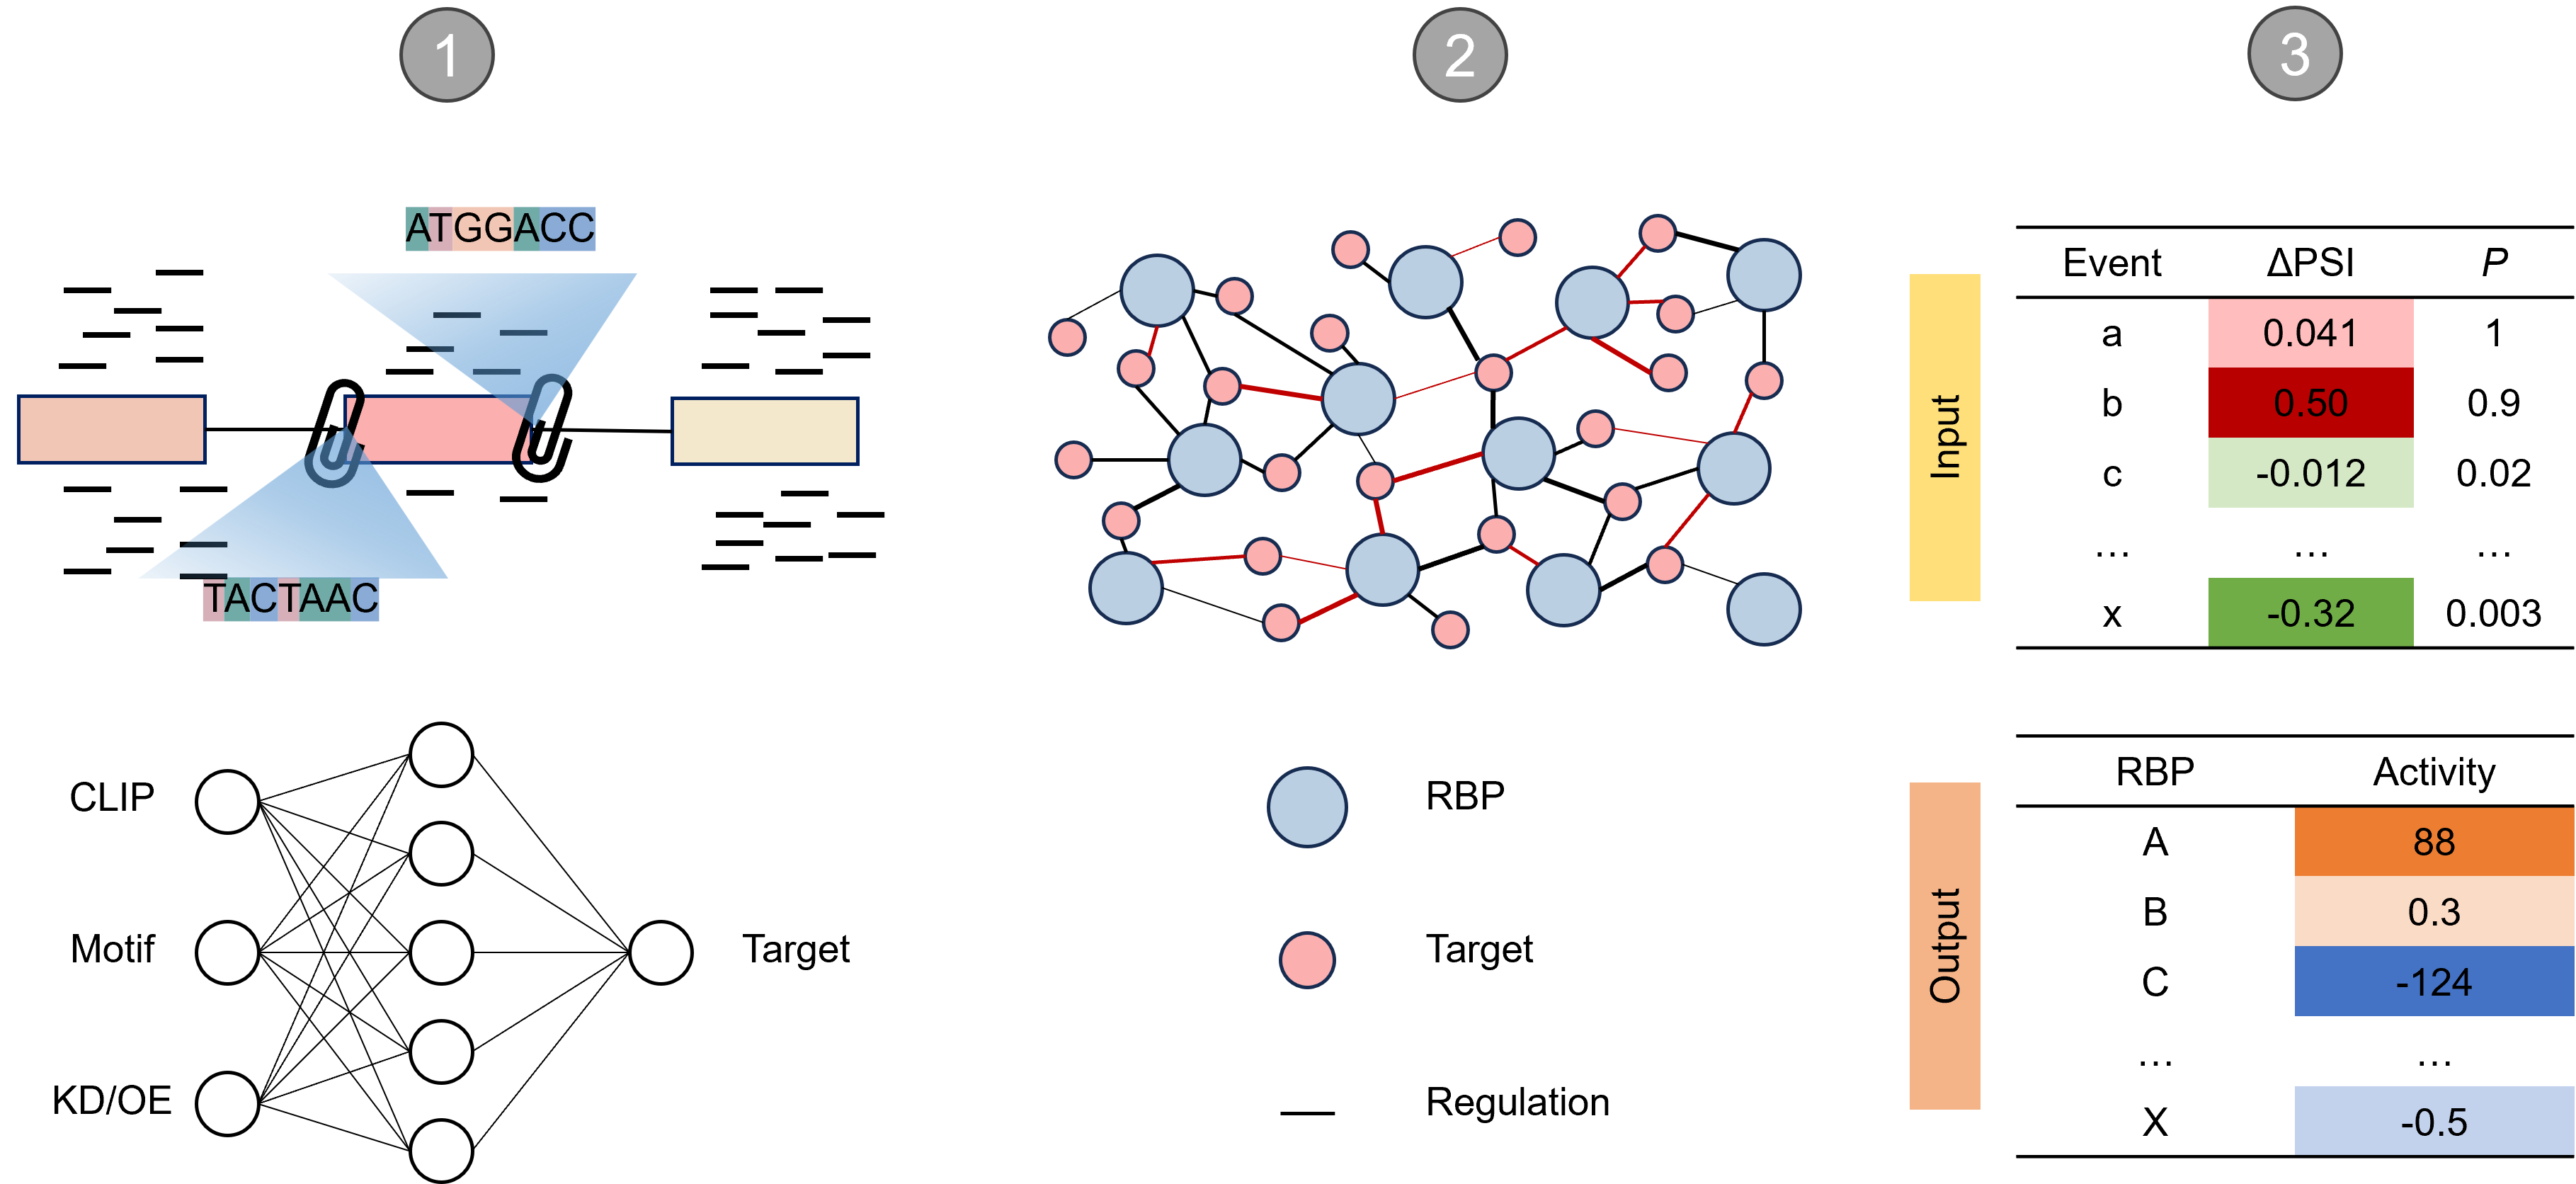 1
2
3
ATGGACC
TACTAAC
CLIP
Motif
KD/OE
Target
RBP
Target
Regulation
Input
Event ΔPSI P
a 0.041 1
b 0.50 0.9
c -0.012 0.02
... ... ...
x -0.32 0.003
Output
RBP Activity
A 88
B 0.3
C -124
... ...
X -0.5